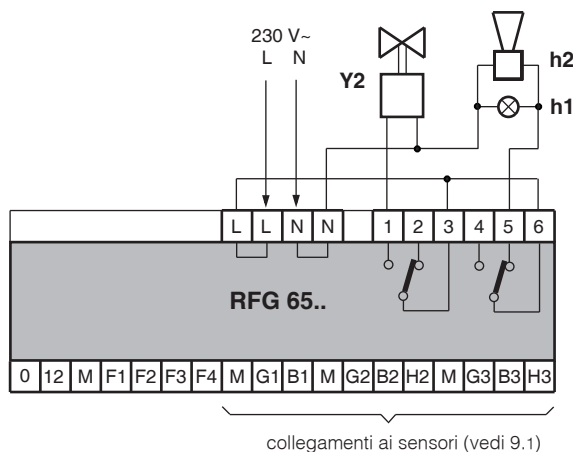 230 V~
L N
Y2
h2
h1
L L N N 1 2 3 4 5 6
RFG 65..
0 12 M F1 F2 F3 F4 M G1 B1 M G2 B2 H2 M G3 B3 H3
collegamenti ai sensori (vedi 9.1)